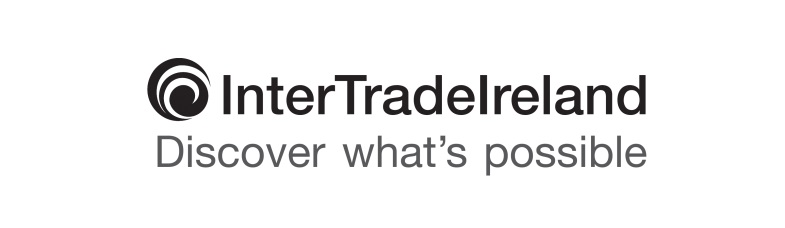 InterTradeIreland
Discover what’s possible